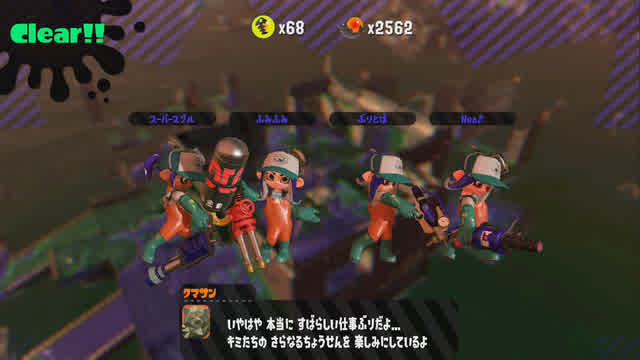 Clear!!
x68
x2562
スーパースグル
ふみふみ
ぷりとば
Noa♪
クマサン
いやはや 本当に すばらしい仕事ぶりだよ...
キミたちの さらなるちょうせんを 楽しみにしているよ